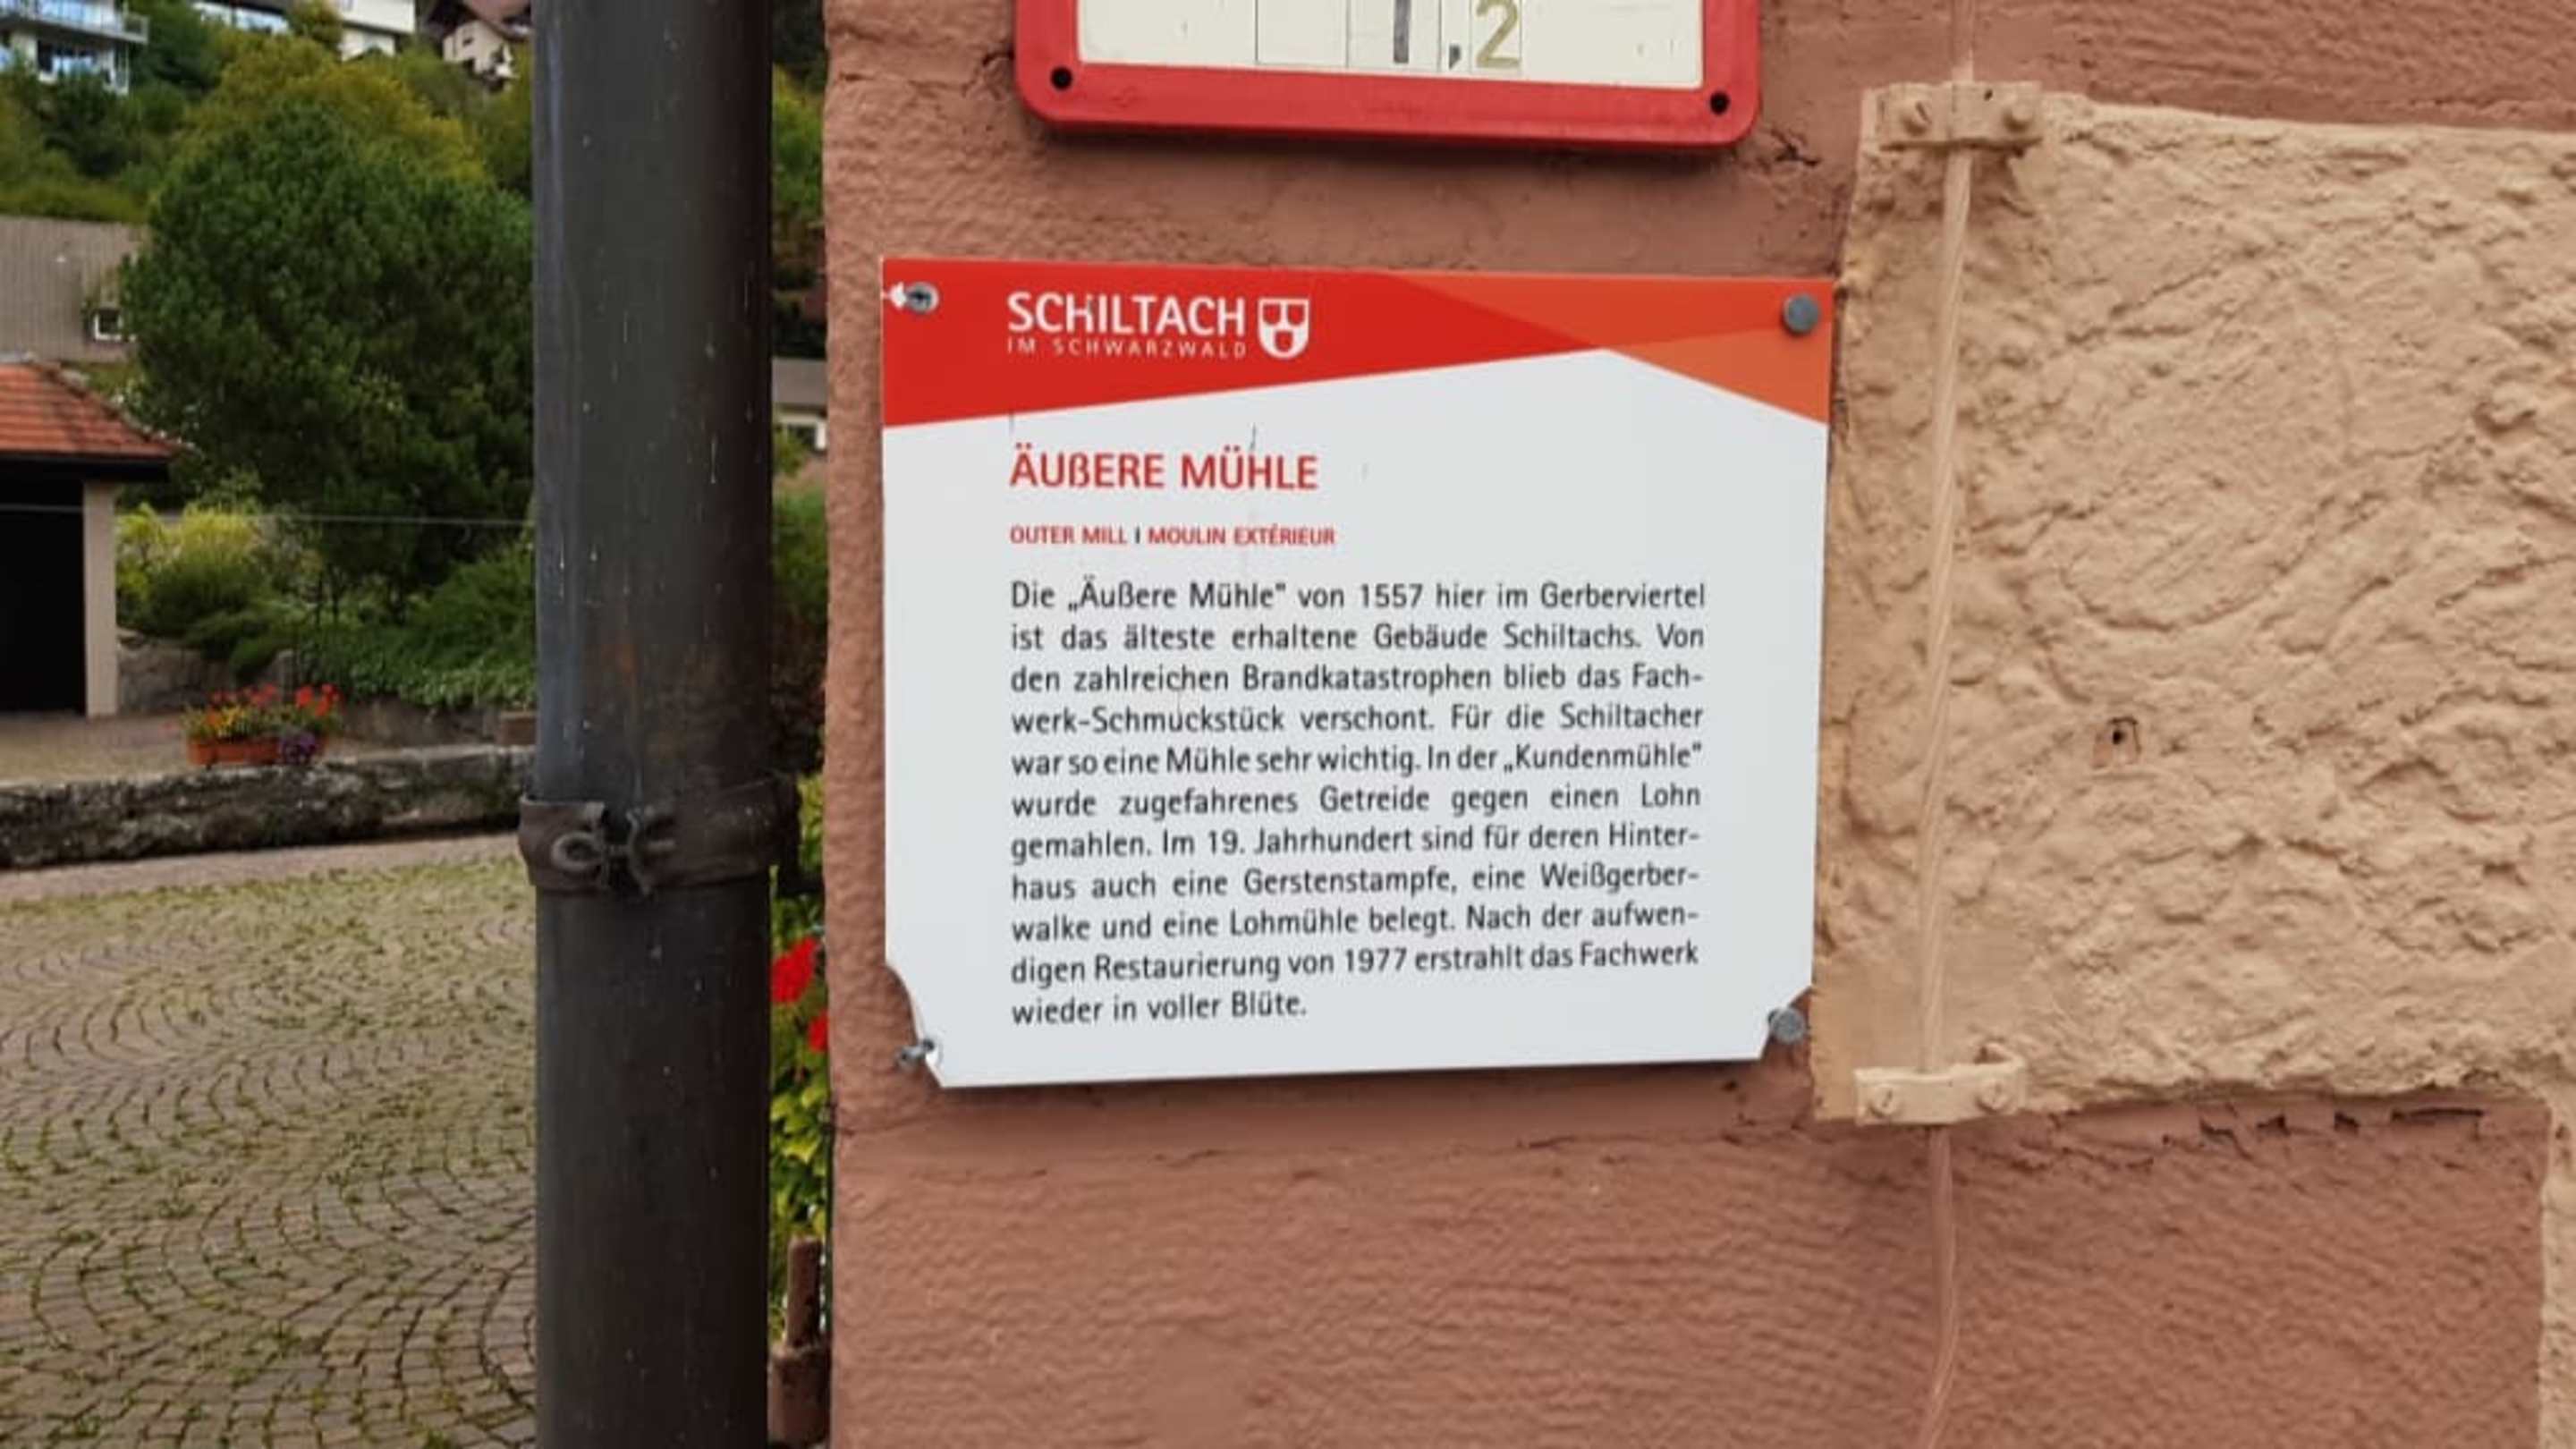 1,2
SCHILTACH
IM SCHWARZWALD
ÄUßERE MÜHLE
OUTER MILL | MOULIN EXTÉRIEUR
Die „Äußere Mühle" von 1557 hier im Gerberviertel
ist das älteste erhaltene Gebäude Schiltachs. Von
den zahlreichen Brandkatastrophen blieb das Fach-
werk-Schmuckstück verschont. Für die Schiltacher
war so eine Mühle sehr wichtig. In der „Kundenmühle"
wurde zugefahrenes Getreide gegen einen Lohn
gemahlen. Im 19. Jahrhundert sind für deren Hinter-
haus auch eine Gerstenstampfe, eine Weißgerber-
walke und eine Lohmühle belegt. Nach der aufwen-
digen Restaurierung von 1977 erstrahlt das Fachwerk
wieder in voller Blüte.